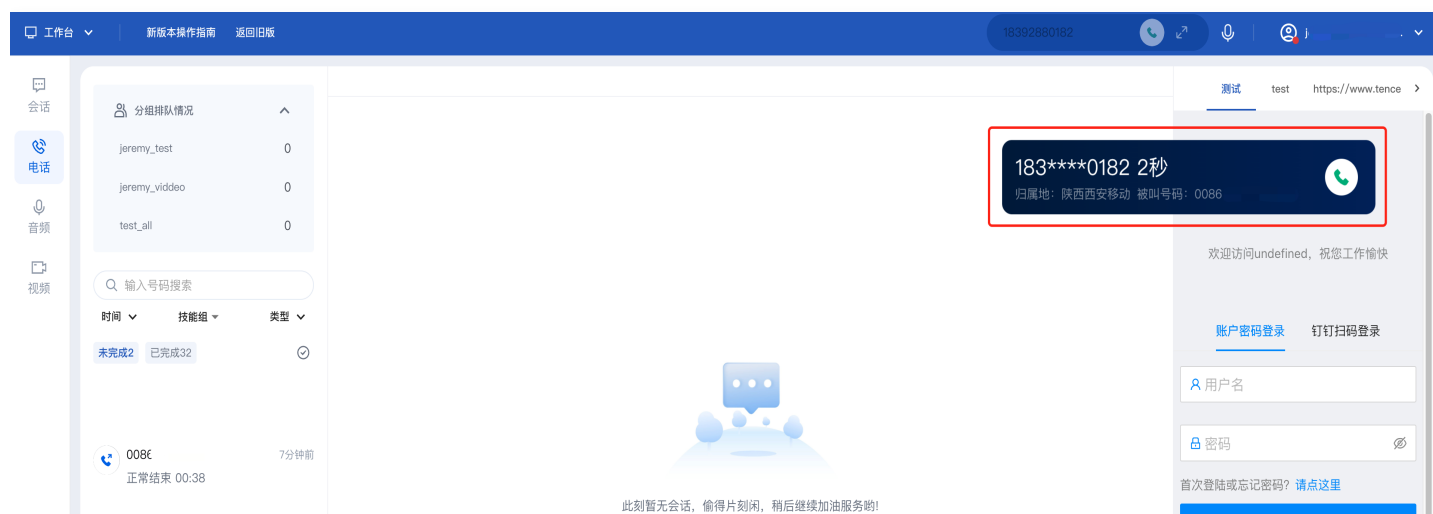 工作台 新版本操作指南 返回旧版 18392880182
会话
电话
音频
视频
分组排队情况
jeremy_test 0
jeremy_viddeo 0
test_all 0
输入号码搜索
时间 技能组 类型
未完成2 已完成32
0086 7分钟前
正常结束 00:38
此刻暂无会话，偷得片刻闲，稍后继续加油服务哟!
测试 test https://www.tence
183****0182 2秒
归属地：陕西西安移动 被叫号码：0086
欢迎访问undefined，祝您工作愉快
账户密码登录 钉钉扫码登录
用户名
密码
首次登陆或忘记密码？请点这里